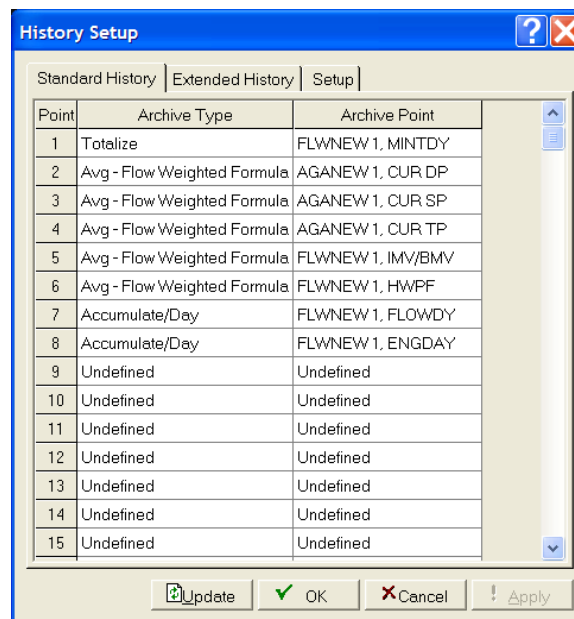 History Setup
Standard History Extended History Setup
Point Archive Type Archive Point
1 Totalize FLWNEW 1, MINTDY
2 Avg - Flow Weighted Formula AGANEW 1, CUR DP
3 Avg - Flow Weighted Formula AGANEW 1, CUR SP
4 Avg - Flow Weighted Formula AGANEW 1, CUR TP
5 Avg - Flow Weighted Formula FLWNEW 1, IMV/BMV
6 Avg - Flow Weighted Formula FLWNEW 1, HWPF
7 Accumulate/Day FLWNEW 1, FLOWDY
8 Accumulate/Day FLWNEW 1, ENGDAY
9 Undefined Undefined
10 Undefined Undefined
11 Undefined Undefined
12 Undefined Undefined
13 Undefined Undefined
14 Undefined Undefined
15 Undefined Undefined
Update OK Cancel ! Apply